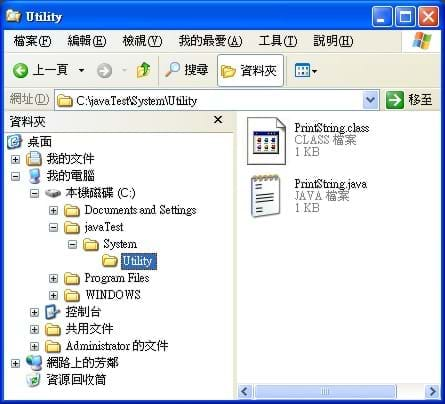 Utility
檔案(F) 編輯(E) 檢視(V) 我的最愛(A) 工具(T) 說明(H)
上一頁 搜尋 資料夾
網址(D) C:\javaTest\System\Utility 移至
資料夾
桌面
我的文件
我的電腦
本機磁碟 (C:)
Documents and Settings
javaTest
System
Utility
Program Files
WINDOWS
控制台
共用文件
Administrator 的文件
網路上的芳鄰
資源回收筒
PrintString.class
CLASS 檔案
1 KB
PrintString.java
JAVA 檔案
1 KB